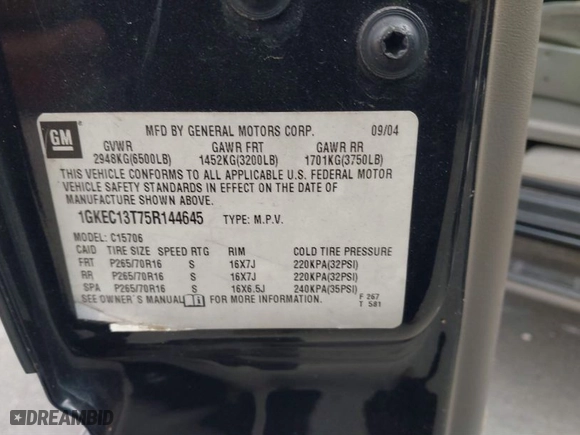 GM
MFD BY GENERAL MOTORS CORP. 09/04
GVWR GAWR FRT GAWR RR
2948KG(6500LB) 1452KG(3200LB) 1701KG(3750LB)
THIS VEHICLE CONFORMS TO ALL APPLICABLE U.S. FEDERAL MOTOR
VEHICLE SAFETY STANDARDS IN EFFECT ON THE DATE OF
MANUFACTURE SHOWN ABOVE.
1GKEC13T75R144645 TYPE: M.P.V.
MODEL: C15706
CAID TIRE SIZE SPEED RTG RIM COLD TIRE PRESSURE
FRT P265/70R16 S 16X7J 220KPA(32PSI)
RR P265/70R16 S 16X7J 220KPA(32PSI)
SPA P265/70R16 S 16X6.5J 240KPA(35PSI)
SEE OWNER'S MANUAL i FOR MORE INFORMATION.
F 267
T 581
DREAMBID